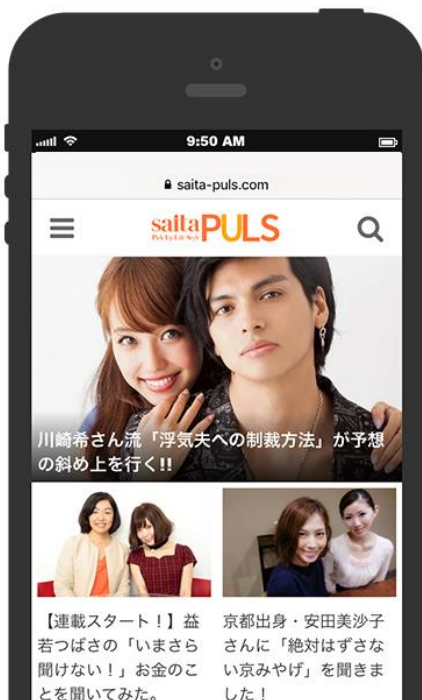 9:50 AM
saita-puls.com
saita PULS
Pick Up Life Style
川崎希さん流「浮気夫への制裁方法」が予想
の斜め上を行く!!
【連載スタート！】益
若つばさの「いまさら
聞けない！」お金のこ
とを聞いてみた。
京都出身・安田美沙子
さんに「絶対はずさな
い京みやげ」を聞きま
した！